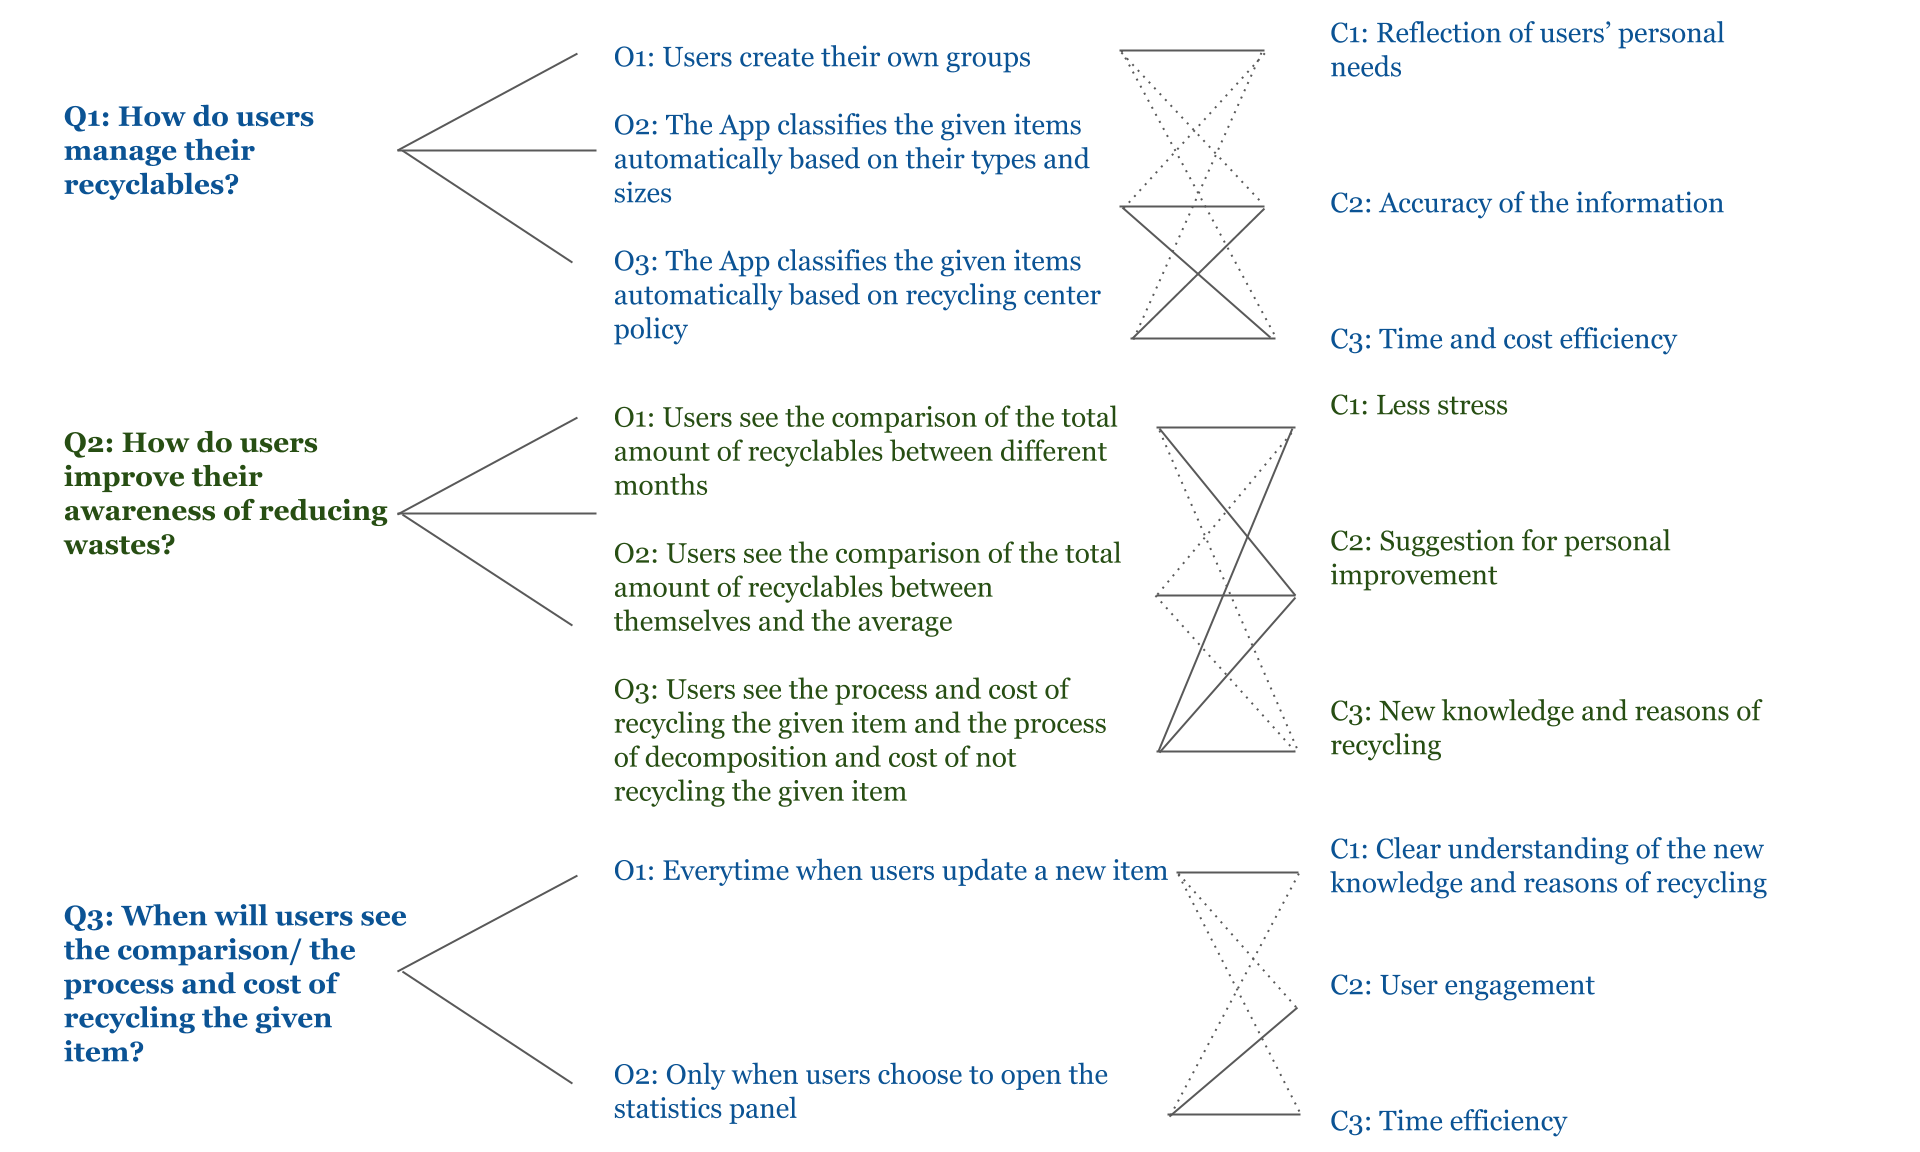 Q1: How do users
manage their
recyclables?
O1: Users create their own groups
O2: The App classifies the given items
automatically based on their types and
sizes
O3: The App classifies the given items
automatically based on recycling center
policy
C1: Reflection of users’ personal
needs
C2: Accuracy of the information
C3: Time and cost efficiency
Q2: How do users
improve their
awareness of reducing
wastes?
O1: Users see the comparison of the total
amount of recyclables between different
months
O2: Users see the comparison of the total
amount of recyclables between
themselves and the average
O3: Users see the process and cost of
recycling the given item and the process
of decomposition and cost of not
recycling the given item
C1: Less stress
C2: Suggestion for personal
improvement
C3: New knowledge and reasons of
recycling
Q3: When will users see
the comparison/ the
process and cost of
recycling the given
item?
O1: Everytime when users update a new item
O2: Only when users choose to open the
statistics panel
C1: Clear understanding of the new
knowledge and reasons of recycling
C2: User engagement
C3: Time efficiency